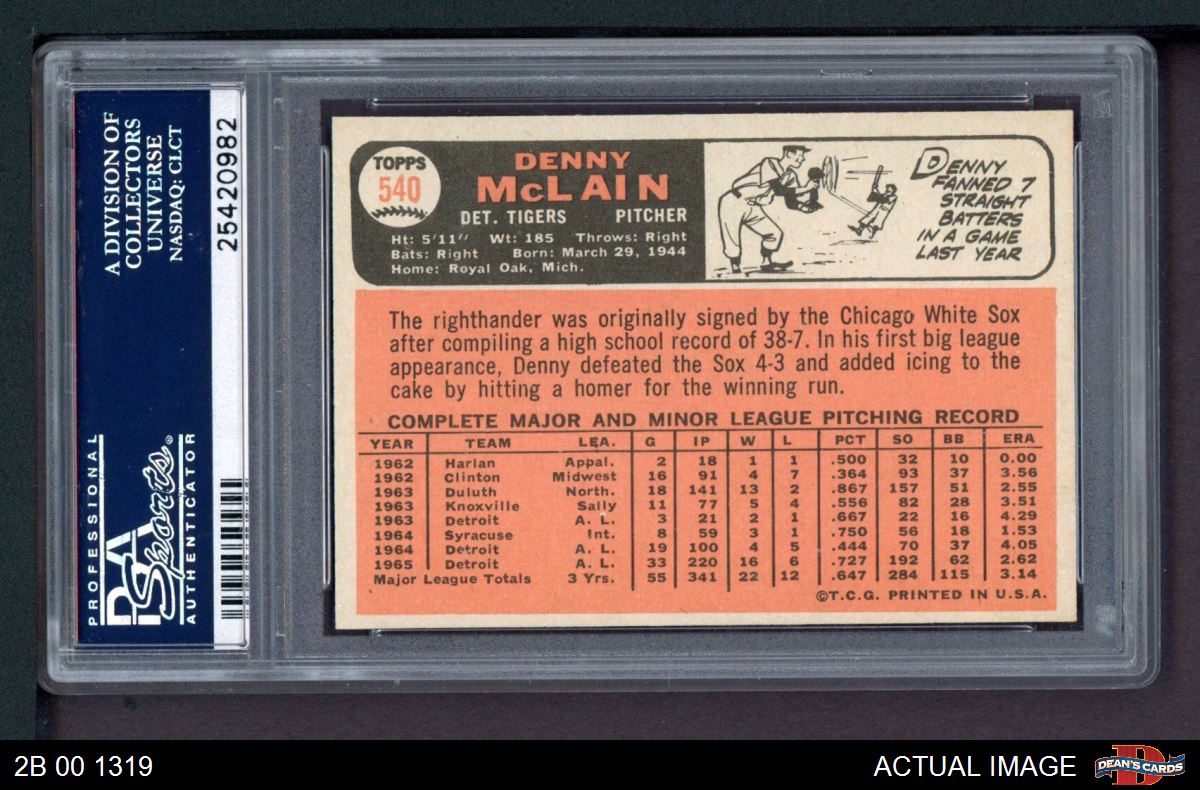 A DIVISION OF
COLLECTORS
UNIVERSE
NASDAQ: CLCT
25420982
PROFESSIONAL
PSA
Sports®
AUTHENTICATOR
TOPPS
540
DENNY
McLAIN
DET. TIGERS PITCHER
Ht: 5'11" Wt: 185 Throws: Right
Bats: Right Born: March 29, 1944
Home: Royal Oak, Mich.
DENNY
FANNED 7
STRAIGHT
BATTERS
IN A GAME
LAST YEAR
The righthander was originally signed by the Chicago White Sox
after compiling a high school record of 38-7. In his first big league
appearance, Denny defeated the Sox 4-3 and added icing to the
cake by hitting a homer for the winning run.
COMPLETE MAJOR AND MINOR LEAGUE PITCHING RECORD
YEAR TEAM LEA. G IP W L PCT SO BB ERA
1962 Harlan Appal. 2 18 1 1 .500 32 10 0.00
1962 Clinton Midwest 16 91 4 7 .364 93 37 3.56
1963 Duluth North. 18 141 13 2 .867 157 51 2.55
1963 Knoxville Sally 11 77 5 4 .556 82 28 3.51
1963 Detroit A. L. 3 21 2 1 .667 22 16 4.29
1964 Syracuse Int. 8 59 3 1 .750 56 18 1.53
1964 Detroit A. L. 19 100 4 5 .444 70 37 4.05
1965 Detroit A. L. 33 220 16 6 .727 192 62 2.62
Major League Totals 3 Yrs. 55 341 22 12 .647 284 115 3.14
©T.C.G. PRINTED IN U.S.A.
2B 00 1319
ACTUAL IMAGE
DEAN'S CARDS